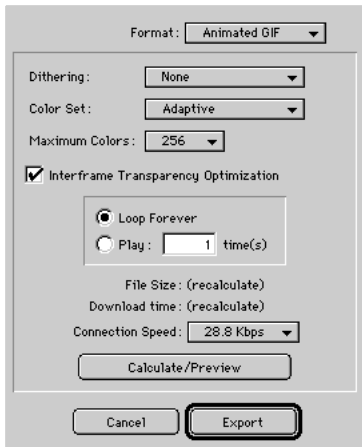 Format: Animated GIF
Dithering: None
Color Set: Adaptive
Maximum Colors: 256
Interframe Transparency Optimization
Loop Forever
Play: 1 time(s)
File Size: (recalculate)
Download time: (recalculate)
Connection Speed: 28.8 Kbps
Calculate/Preview
Cancel Export